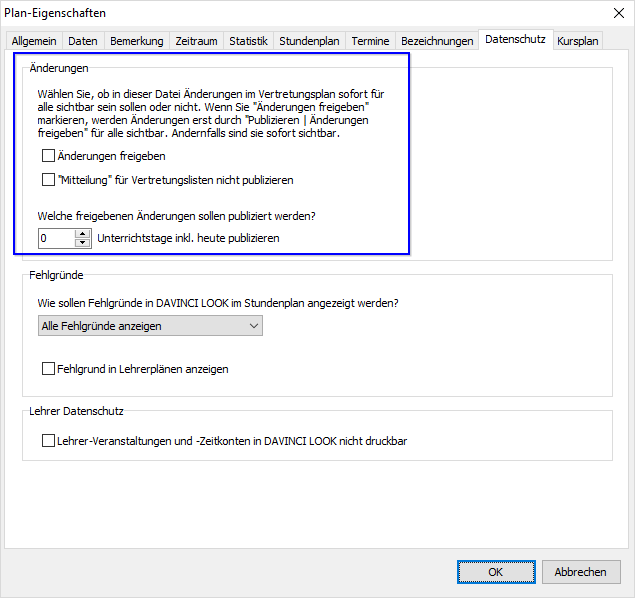 Plan-Eigenschaften
Allgemein Daten Bemerkung Zeitraum Statistik Stundenplan Termine Bezeichnungen Datenschutz Kursplan
Änderungen
Wählen Sie, ob in dieser Datei Änderungen im Vertretungsplan sofort für
alle sichtbar sein sollen oder nicht. Wenn Sie "Änderungen freigeben"
markieren, werden Änderungen erst durch "Publizieren | Änderungen
freigeben" für alle sichtbar. Andernfalls sind sie sofort sichtbar.
Änderungen freigeben
"Mitteilung" für Vertretungslisten nicht publizieren
Welche freigebenen Änderungen sollen publiziert werden?
0 Unterrichtstage inkl. heute publizieren
Fehlgründe
Wie sollen Fehlgründe in DAVINCI LOOK im Stundenplan angezeigt werden?
Alle Fehlgründe anzeigen
Fehlgrund in Lehrerplänen anzeigen
Lehrer Datenschutz
Lehrer-Veranstaltungen und -Zeitkonten in DAVINCI LOOK nicht druckbar
OK Abbrechen